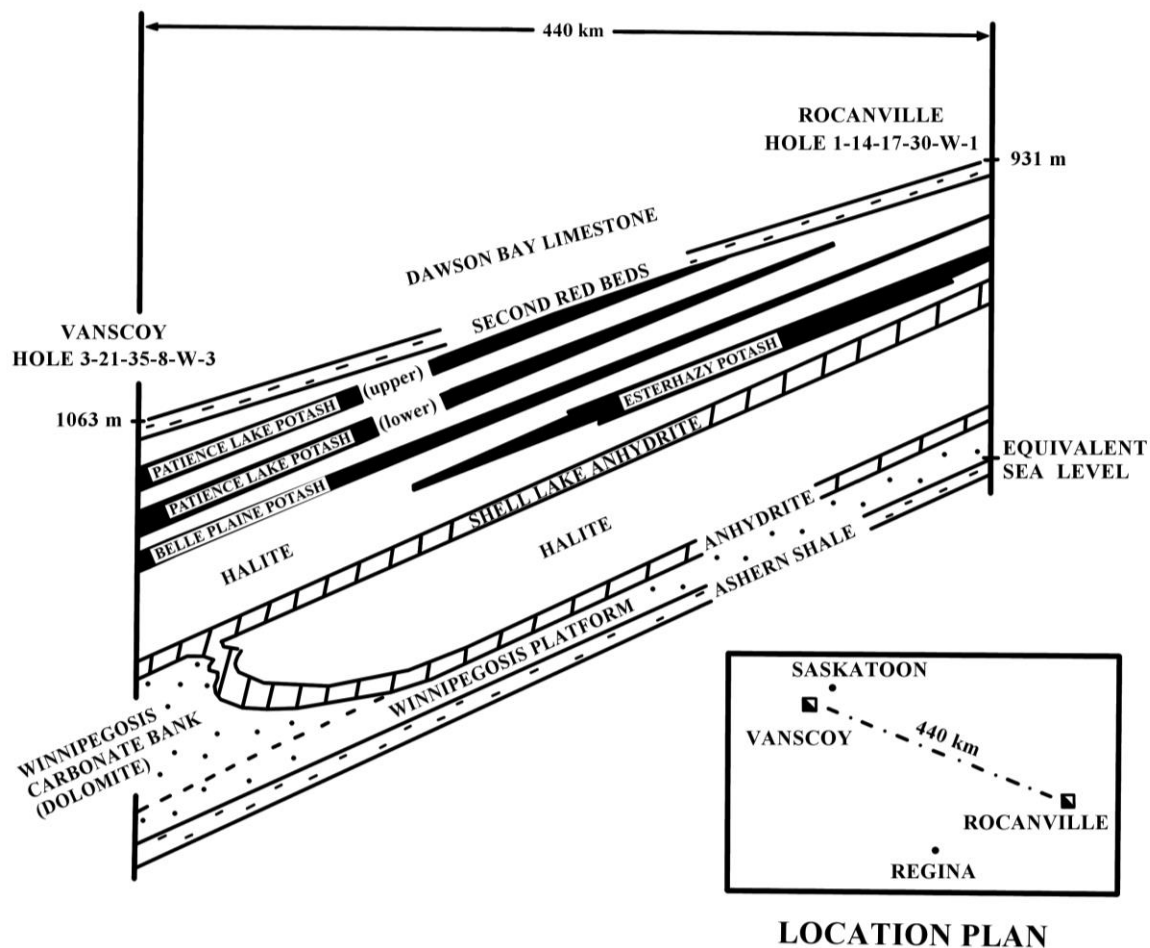 440 km
ROCANVILLE
HOLE 1-14-17-30-W-1
931 m
DAWSON BAY LIMESTONE
SECOND RED BEDS
VANSCOY
HOLE 3-21-35-8-W-3
1063 m
PATIENCE LAKE POTASH (upper)
PATIENCE LAKE POTASH (lower)
BELLE PLAINE POTASH
ESTERHAZY POTASH
SHELL LAKE ANHYDRITE
EQUIVALENT
SEA LEVEL
HALITE
HALITE
ANHYDRITE
ASHERN SHALE
WINNIPEGOSIS PLATFORM
WINNIPEGOSIS
CARBONATE BANK
(DOLOMITE)
SASKATOON
VANSCOY
440 km
ROCANVILLE
REGINA
LOCATION PLAN